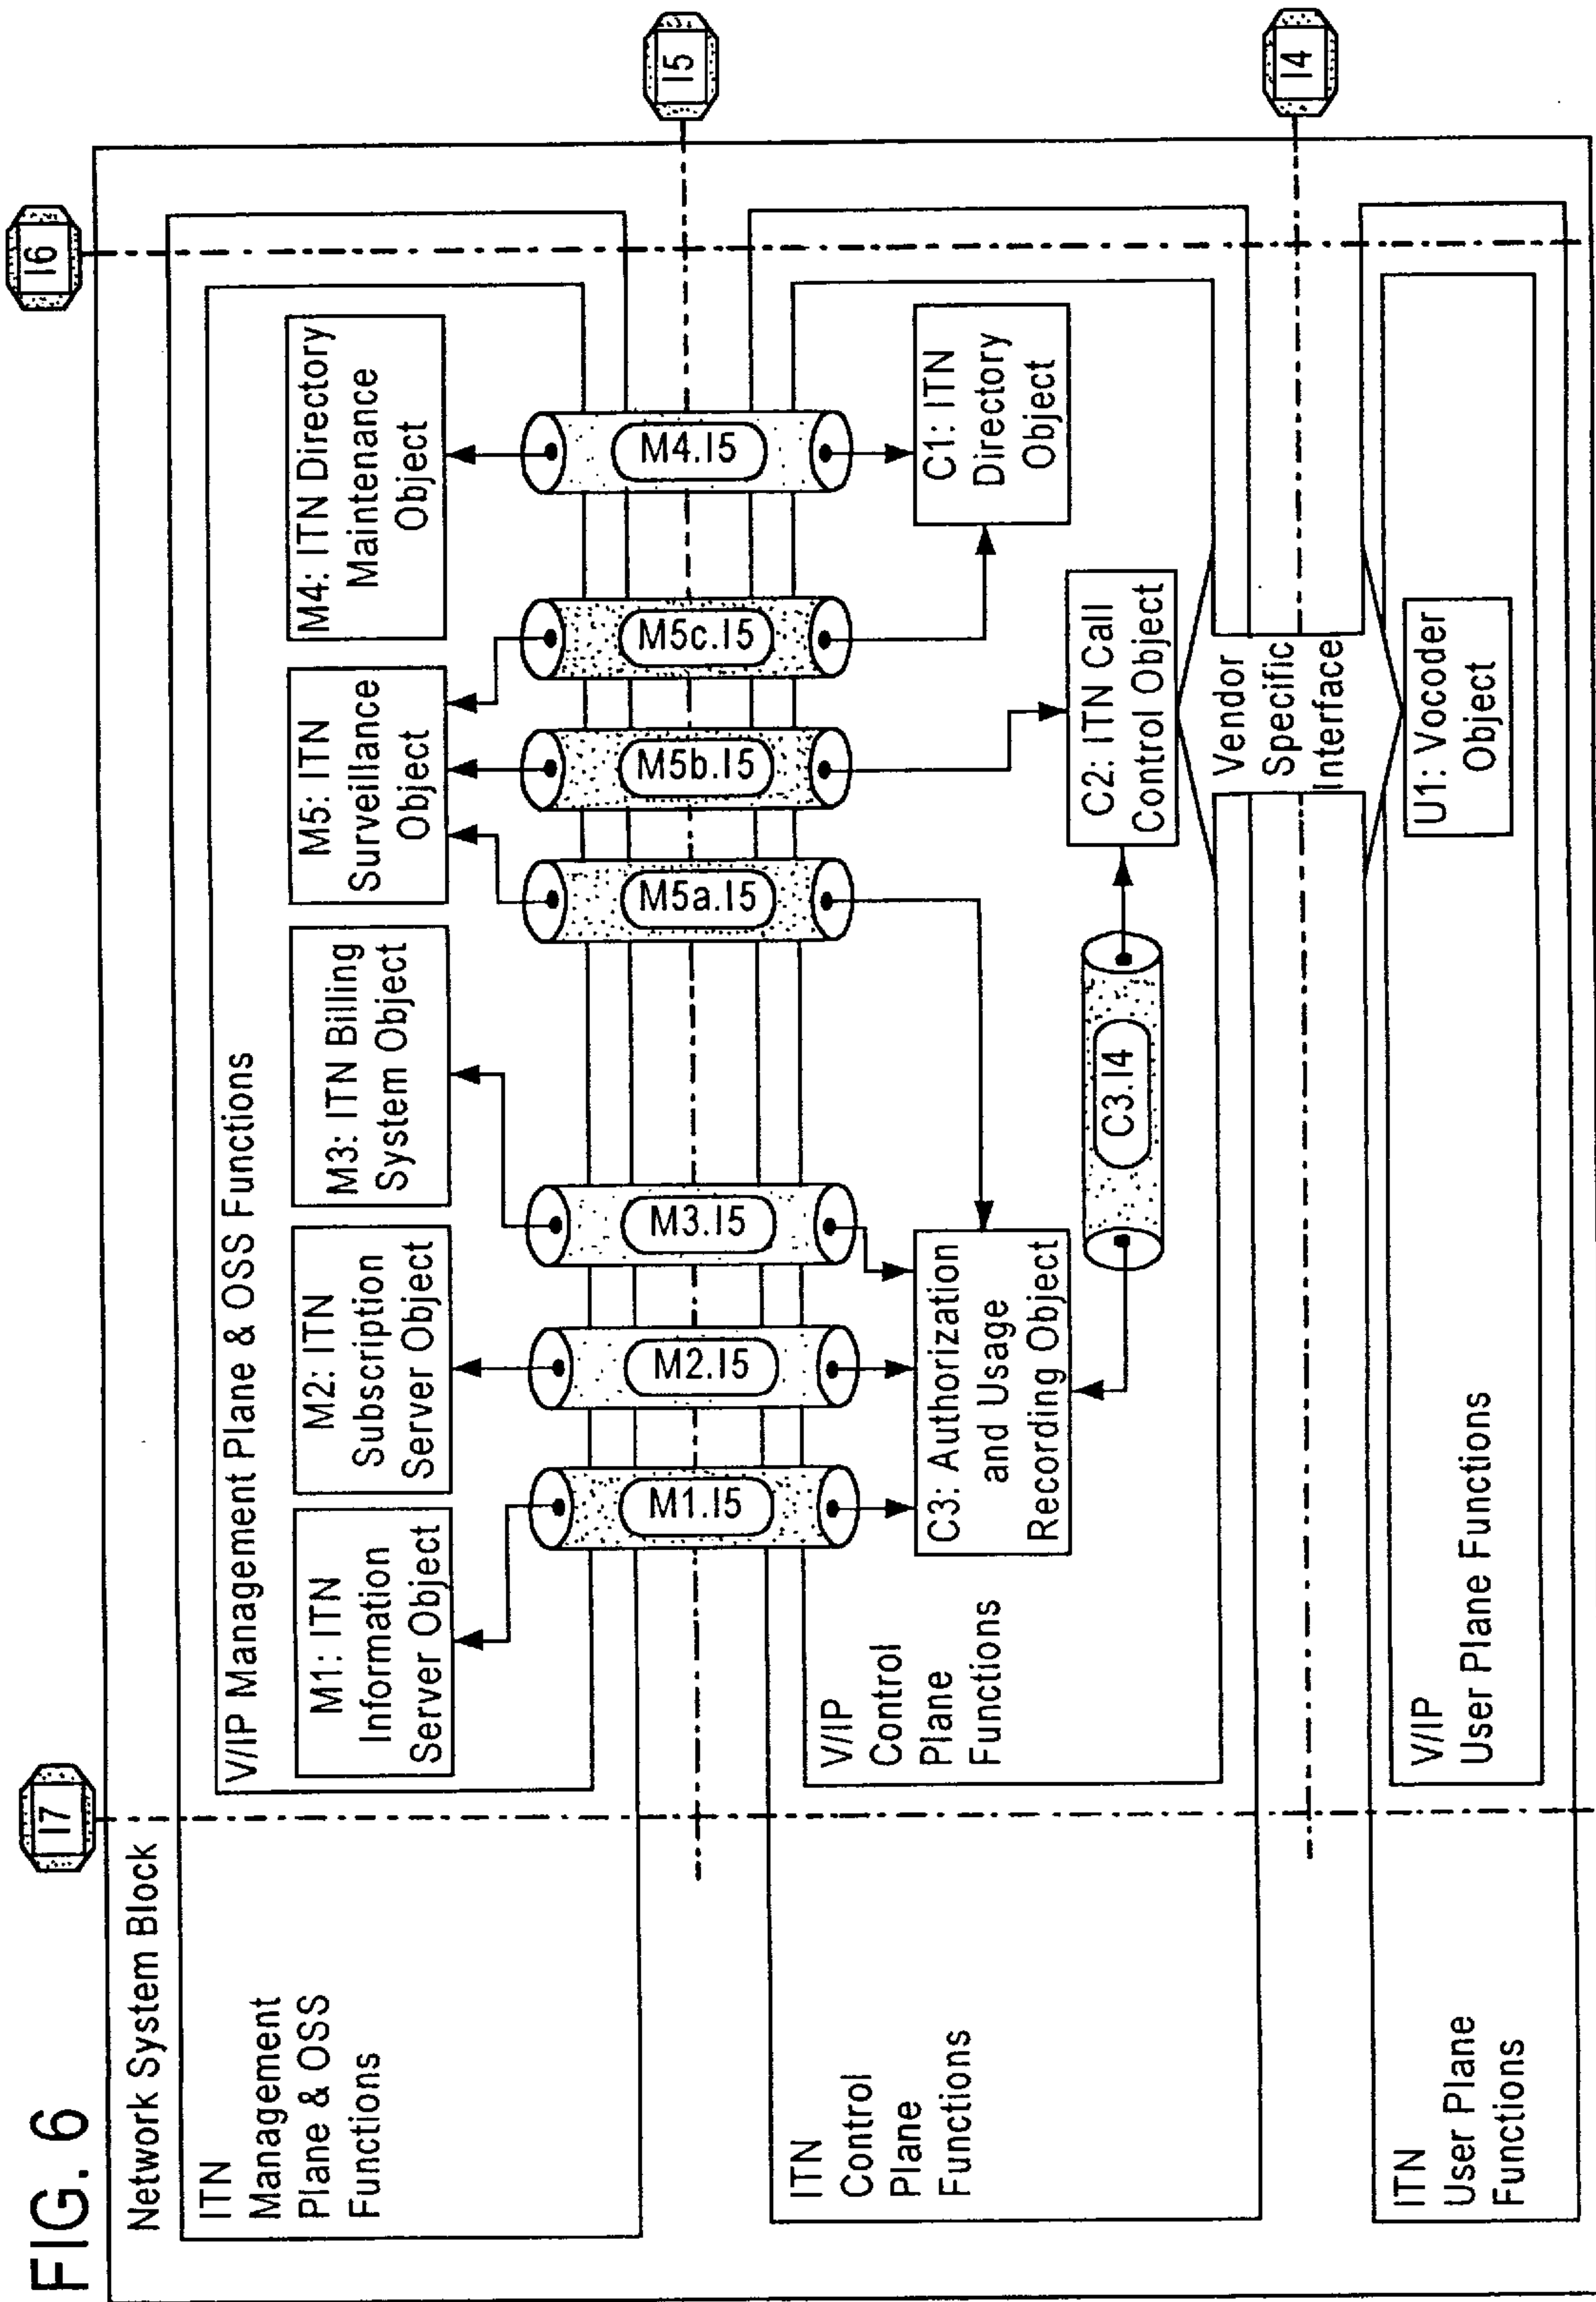 FIG. 6
I7
I6
Network System Block
ITN
Management
Plane & OSS
Functions
V/IP Management Plane & OSS Functions
M1: ITN
Information
Server Object
M2: ITN
Subscription
Server Object
M3: ITN Billing
System Object
M5: ITN
Surveillance
Object
M4: ITN Directory
Maintenance
Object
M1.I5
M2.I5
M3.I5
M5a.I5
M5b.I5
M5c.I5
M4.I5
I5
ITN
Control
Plane
Functions
V/IP
Control
Plane
Functions
C3: Authorization
and Usage
Recording Object
C3.I4
C2: ITN Call
Control Object
C1: ITN
Directory
Object
Vendor
Specific
Interface
I4
ITN
User Plane
Functions
V/IP
User Plane Functions
U1: Vocoder
Object